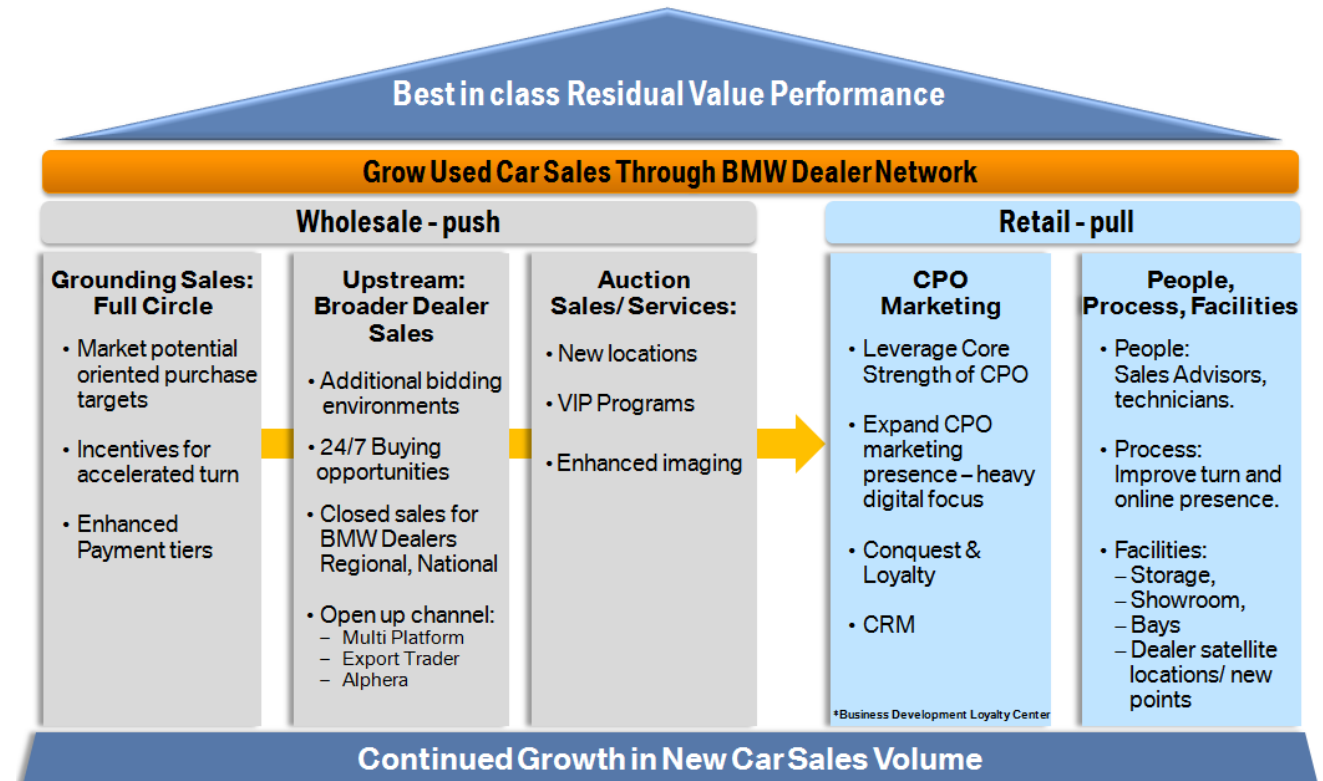 Best in class Residual Value Performance
Grow Used Car Sales Through BMW Dealer Network
Wholesale - push
Retail - pull
Grounding Sales:
Full Circle
• Market potential
oriented purchase
targets
• Incentives for
accelerated turn
• Enhanced
Payment tiers
Upstream:
Broader Dealer
Sales
• Additional bidding
environments
• 24/7 Buying
opportunities
• Closed sales for
BMW Dealers
Regional, National
• Open up channel:
– Multi Platform
– Export Trader
– Alphera
Auction
Sales/ Services:
• New locations
• VIP Programs
• Enhanced imaging
CPO
Marketing
• Leverage Core
Strength of CPO
• Expand CPO
marketing
presence – heavy
digital focus
• Conquest &
Loyalty
• CRM
*Business Development Loyalty Center
People,
Process, Facilities
• People:
Sales Advisors,
technicians.
• Process:
Improve turn and
online presence.
• Facilities:
– Storage,
– Showroom,
– Bays
– Dealer satellite
locations/ new
points
Continued Growth in New Car Sales Volume